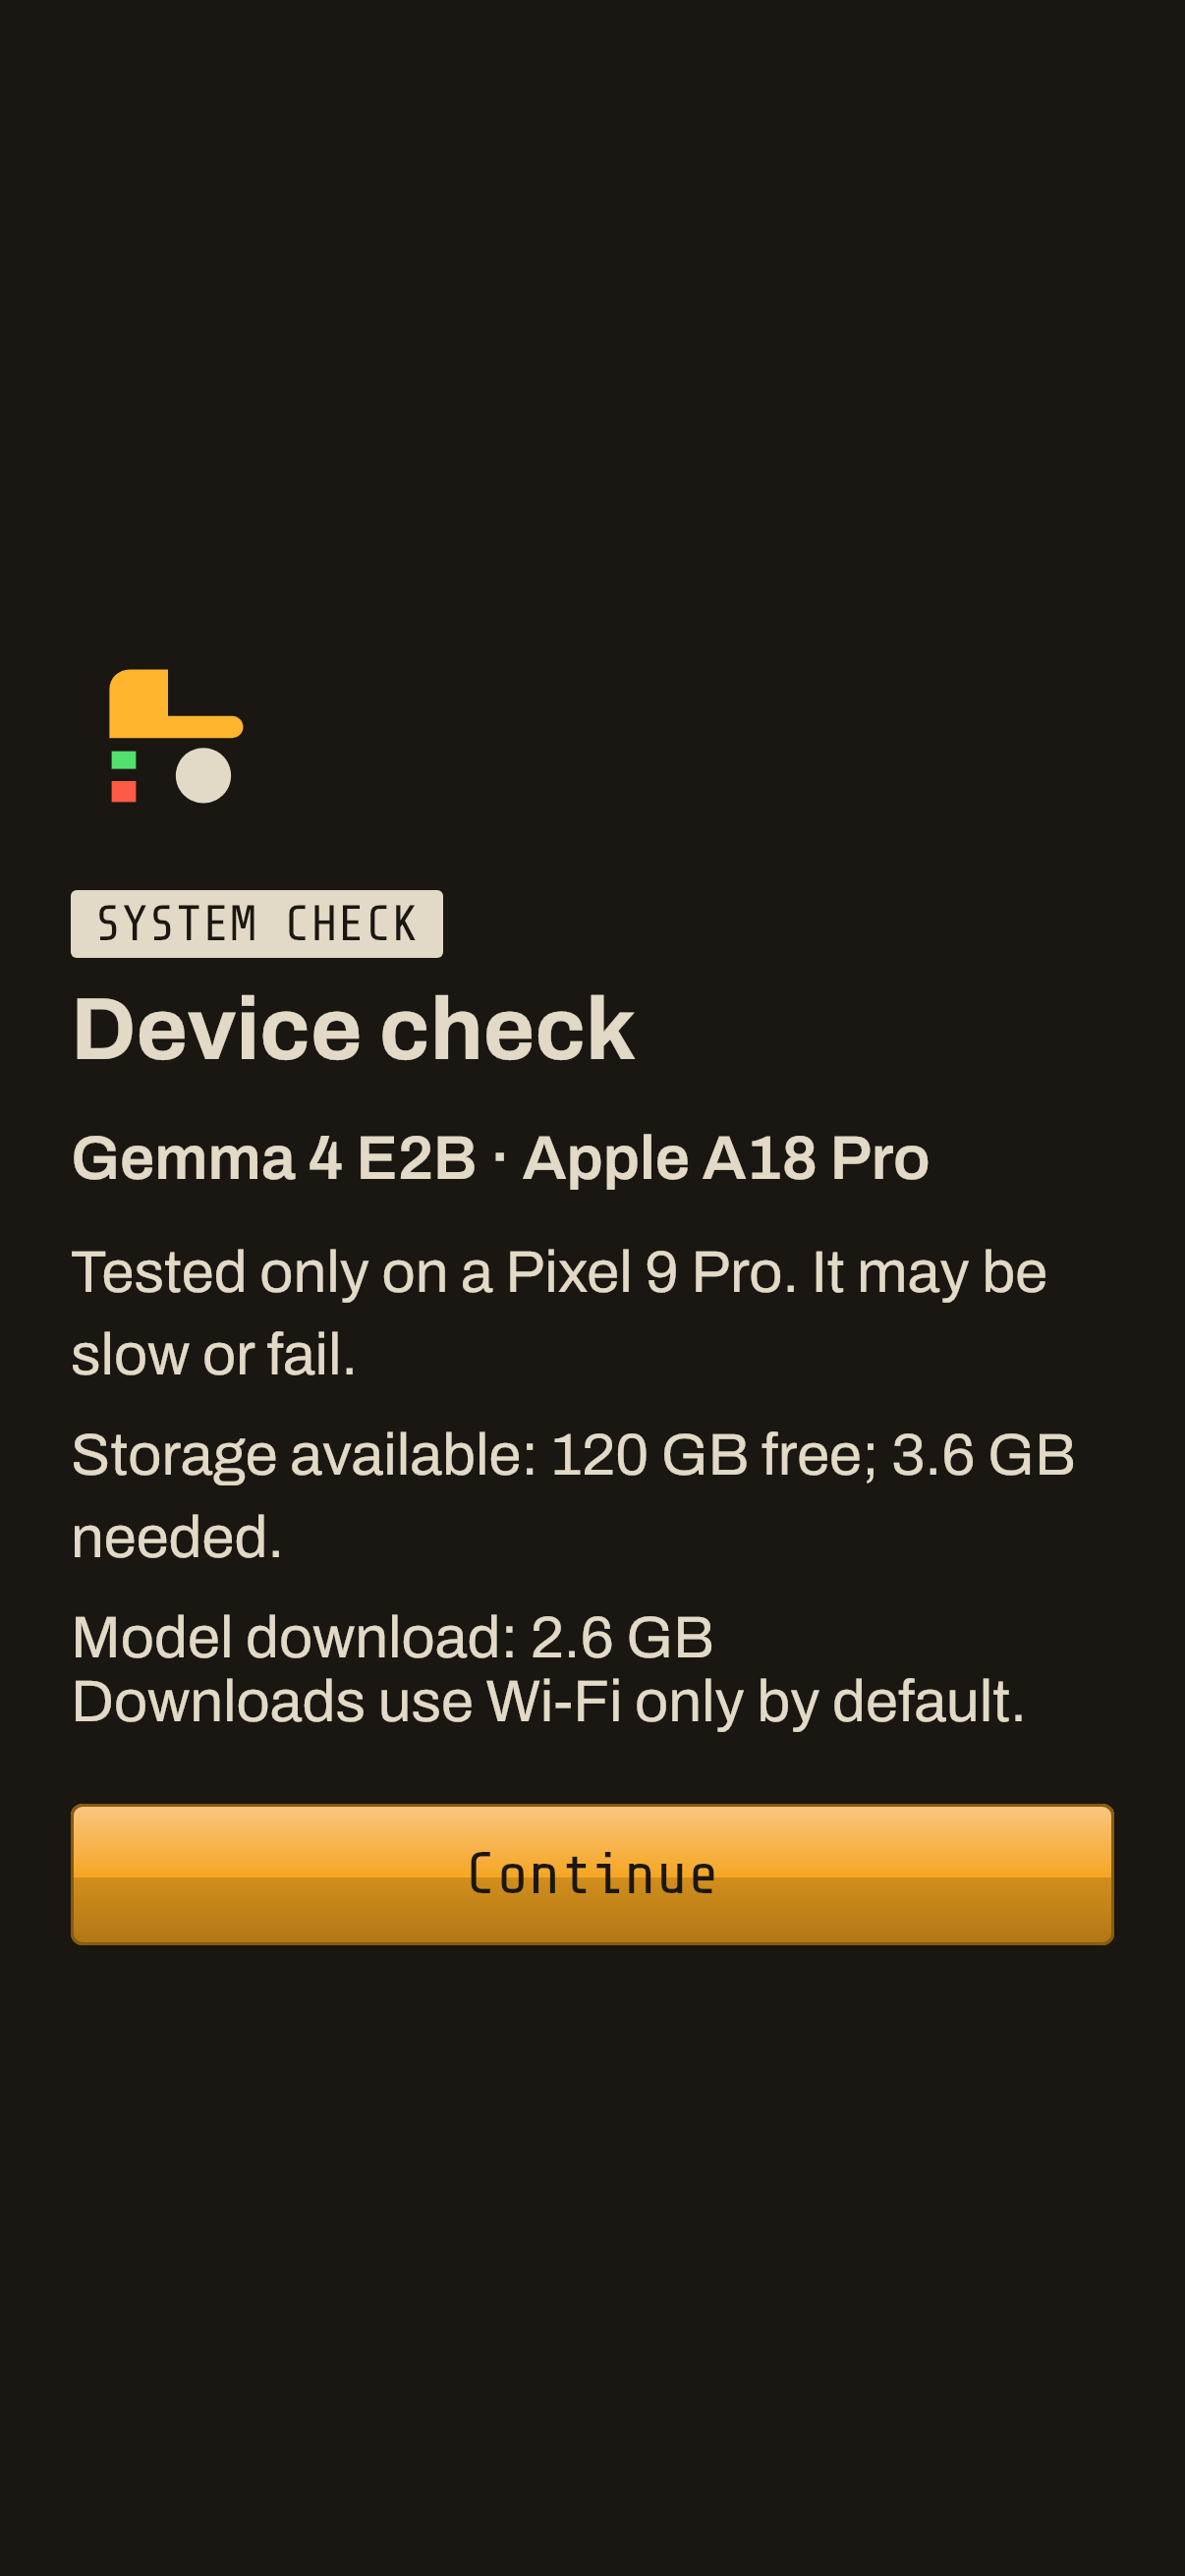 SYSTEM CHECK
Device check
Gemma 4 E2B · Apple A18 Pro
Tested only on a Pixel 9 Pro. It may be
slow or fail.
Storage available: 120 GB free; 3.6 GB
needed.
Model download: 2.6 GB
Downloads use Wi-Fi only by default.
Continue